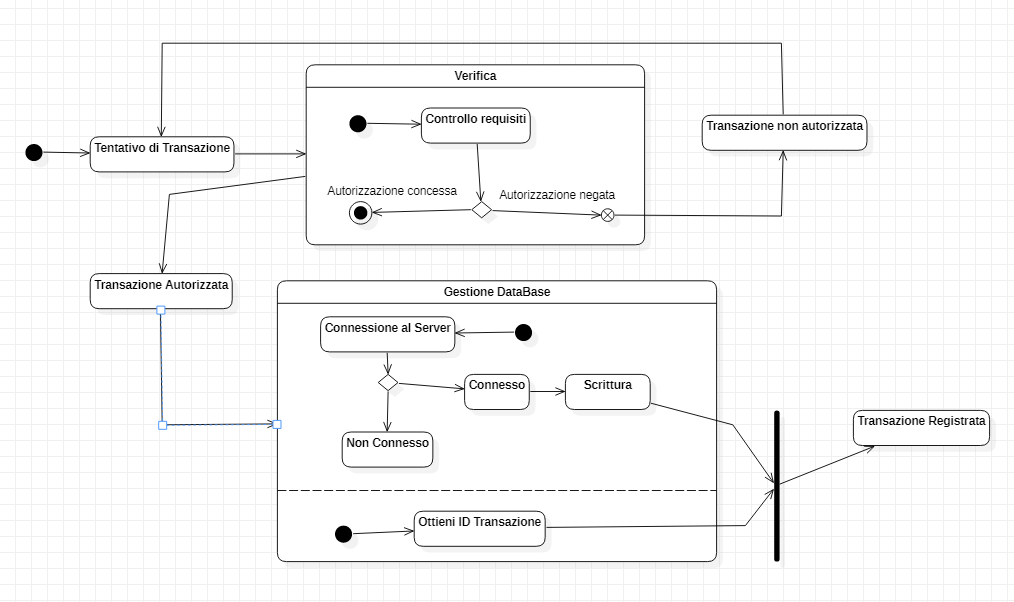 Verifica
Controllo requisiti
Transazione non autorizzata
Tentativo di Transazione
Autorizzazione concessa
Autorizzazione negata
Transazione Autorizzata
Gestione DataBase
Connessione al Server
Connesso
Scrittura
Non Connesso
Transazione Registrata
Ottieni ID Transazione